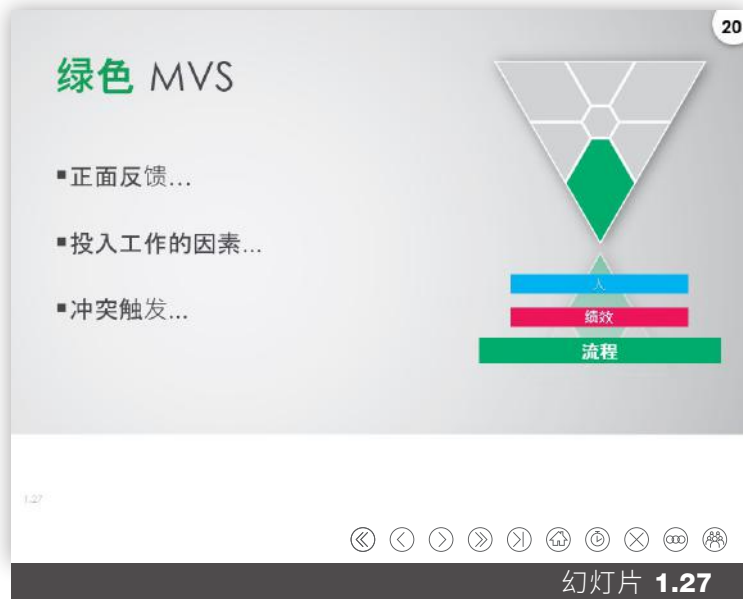 20
绿色 MVS
▪正面反馈...
▪投入工作的因素...
▪冲突触发...
人
绩效
流程
1.27
幻灯片 1.27